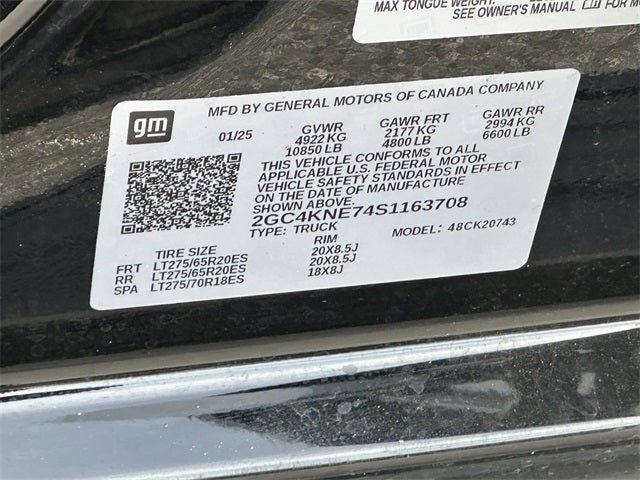 MAX TONGUE WEIGHT:
SEE OWNER'S MANUAL FOR M
gm
MFD BY GENERAL MOTORS OF CANADA COMPANY
01/25 GVWR GAWR FRT GAWR RR
4922 KG 2177 KG 2994 KG
10850 LB 4800 LB 6600 LB
THIS VEHICLE CONFORMS TO ALL
APPLICABLE U.S. FEDERAL MOTOR
VEHICLE SAFETY STANDARDS IN EFFECT
ON THE DATE OF MANUFACTURE
SHOWN ABOVE.
2GC4KNE74S1163708
TYPE: TRUCK MODEL: 48CK20743
TIRE SIZE RIM
FRT LT275/65R20ES 20X8.5J
RR LT275/65R20ES 20X8.5J
SPA LT275/70R18ES 18X8J